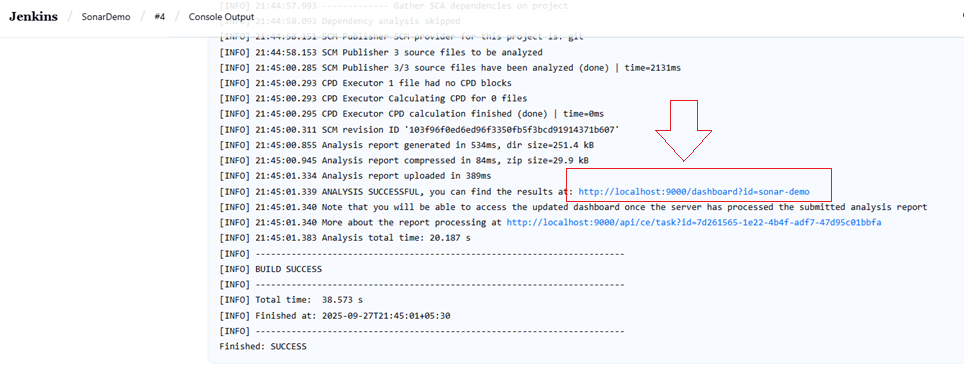 Jenkins / SonarDemo / #4 / Console Output
[INFO] 21:44:57.993 ------------- Gather SCA dependencies on project
[INFO] 21:44:58.093 Dependency analysis skipped
[INFO] 21:44:58.151 SCM Publisher SCM provider for this project is: git
[INFO] 21:44:58.153 SCM Publisher 3 source files to be analyzed
[INFO] 21:45:00.285 SCM Publisher 3/3 source files have been analyzed (done) | time=2131ms
[INFO] 21:45:00.293 CPD Executor 1 file had no CPD blocks
[INFO] 21:45:00.293 CPD Executor Calculating CPD for 0 files
[INFO] 21:45:00.295 CPD Executor CPD calculation finished (done) | time=0ms
[INFO] 21:45:00.311 SCM revision ID '103f96f0ed6ed96f3350fb5f3bcd91914371b607'
[INFO] 21:45:00.855 Analysis report generated in 534ms, dir size=251.4 kB
[INFO] 21:45:00.945 Analysis report compressed in 84ms, zip size=29.9 kB
[INFO] 21:45:01.334 Analysis report uploaded in 389ms
[INFO] 21:45:01.339 ANALYSIS SUCCESSFUL, you can find the results at: http://localhost:9000/dashboard?id=sonar-demo
[INFO] 21:45:01.340 Note that you will be able to access the updated dashboard once the server has processed the submitted analysis report
[INFO] 21:45:01.340 More about the report processing at http://localhost:9000/api/ce/task?id=7d261565-1e22-4b4f-adf7-47d95c01bbfa
[INFO] 21:45:01.383 Analysis total time: 20.187 s
[INFO] ------------------------------------------------------------------------
[INFO] BUILD SUCCESS
[INFO] ------------------------------------------------------------------------
[INFO] Total time:  38.573 s
[INFO] Finished at: 2025-09-27T21:45:01+05:30
[INFO] ------------------------------------------------------------------------
Finished: SUCCESS